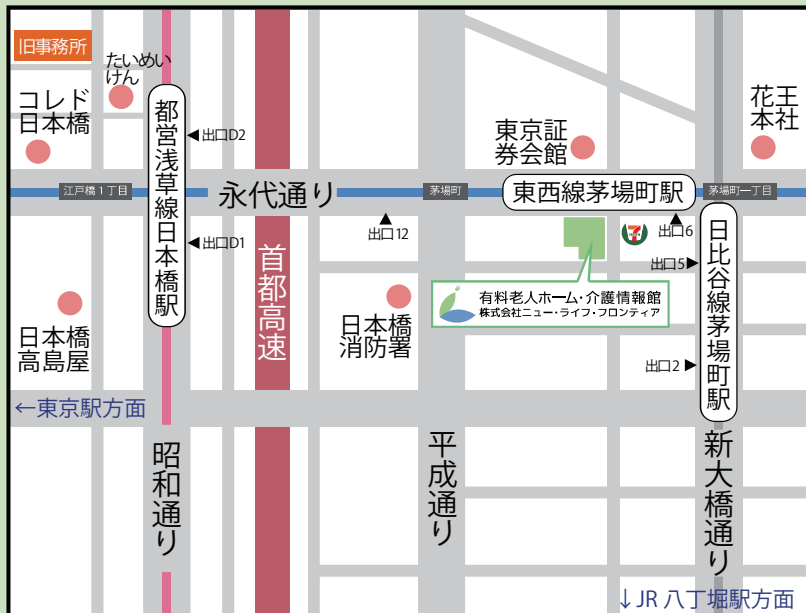 旧事務所
たいめい
けん
コレド
日本橋
都営浅草線日本橋駅
出口D2
東京証
券会館
花王
本社
江戸橋1丁目
永代通り
茅場町
東西線茅場町駅
茅場町一丁目
出口D1
首都高速
出口12
7
出口6
出口5
日比谷線茅場町駅
有料老人ホーム・介護情報館
株式会社ニュー・ライフ・フロンティア
日本橋
高島屋
日本橋
消防署
出口2
←東京駅方面
昭和通り
平成通り
新大橋通り
↓JR 八丁堀駅方面